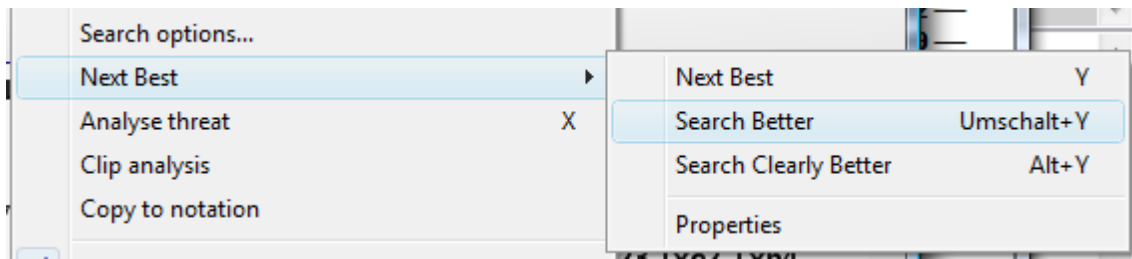 Search options...
Next Best
Analyse threat X
Clip analysis
Copy to notation
Next Best Y
Search Better Umschalt+Y
Search Clearly Better Alt+Y
Properties